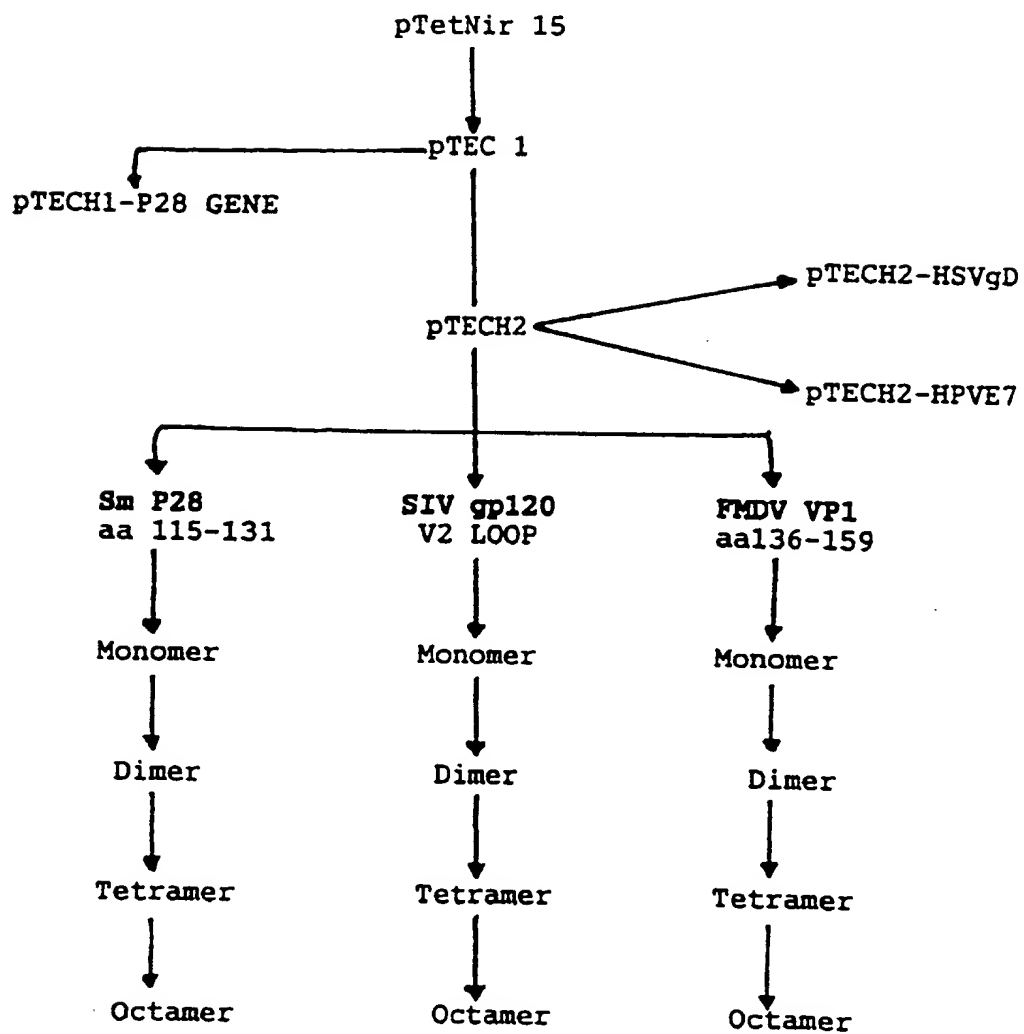 pTetNir 15
pTEC 1
pTECH1-P28 GENE
pTECH2-HSVgD
pTECH2
pTECH2-HPVE7
Sm P28
aa 115-131
SIV gp120
V2 LOOP
FMDV VP1
aa136-159
Monomer
Monomer
Monomer
Dimer
Dimer
Dimer
Tetramer
Tetramer
Tetramer
Octamer
Octamer
Octamer